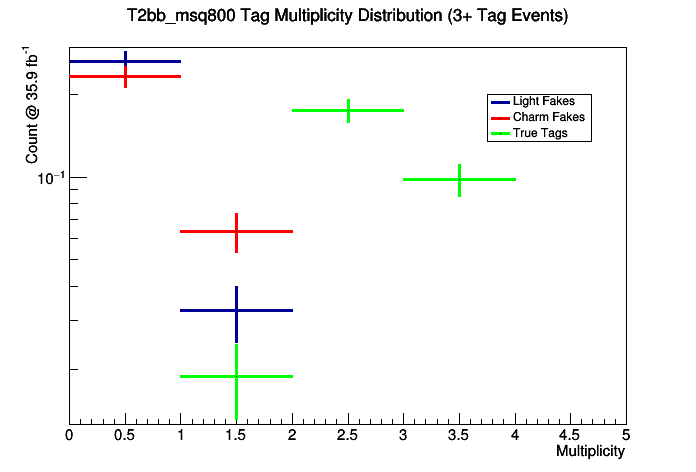 T2bb_msq800 Tag Multiplicity Distribution (3+ Tag Events)
Count @ 35.9 fb⁻¹
Light Fakes
Charm Fakes
True Tags
10⁻¹
0 0.5 1 1.5 2 2.5 3 3.5 4 4.5 5
Multiplicity